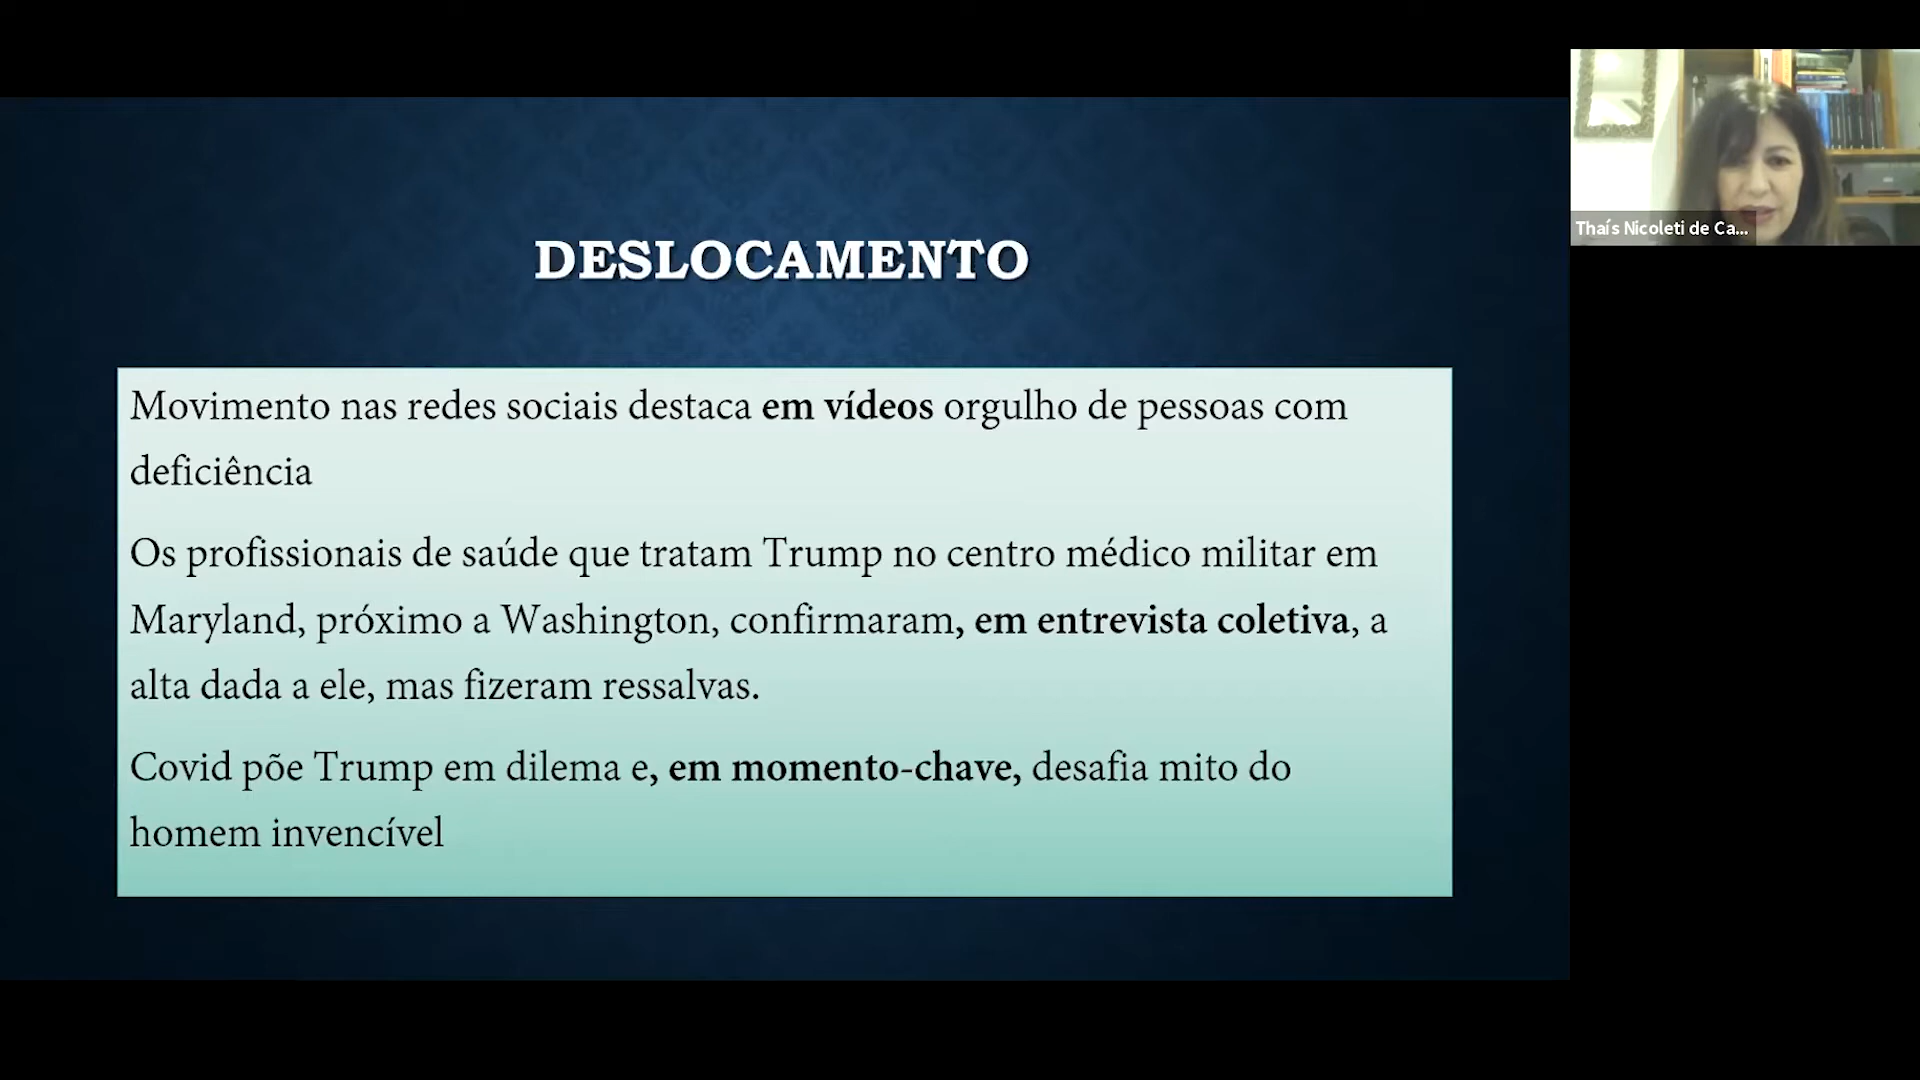 Thaís Nicoleti de Ca...
DESLOCAMENTO
Movimento nas redes sociais destaca em vídeos orgulho de pessoas com
deficiência
Os profissionais de saúde que tratam Trump no centro médico militar em
Maryland, próximo a Washington, confirmaram, em entrevista coletiva, a
alta dada a ele, mas fizeram ressalvas.
Covid põe Trump em dilema e, em momento-chave, desafia mito do
homem invencível